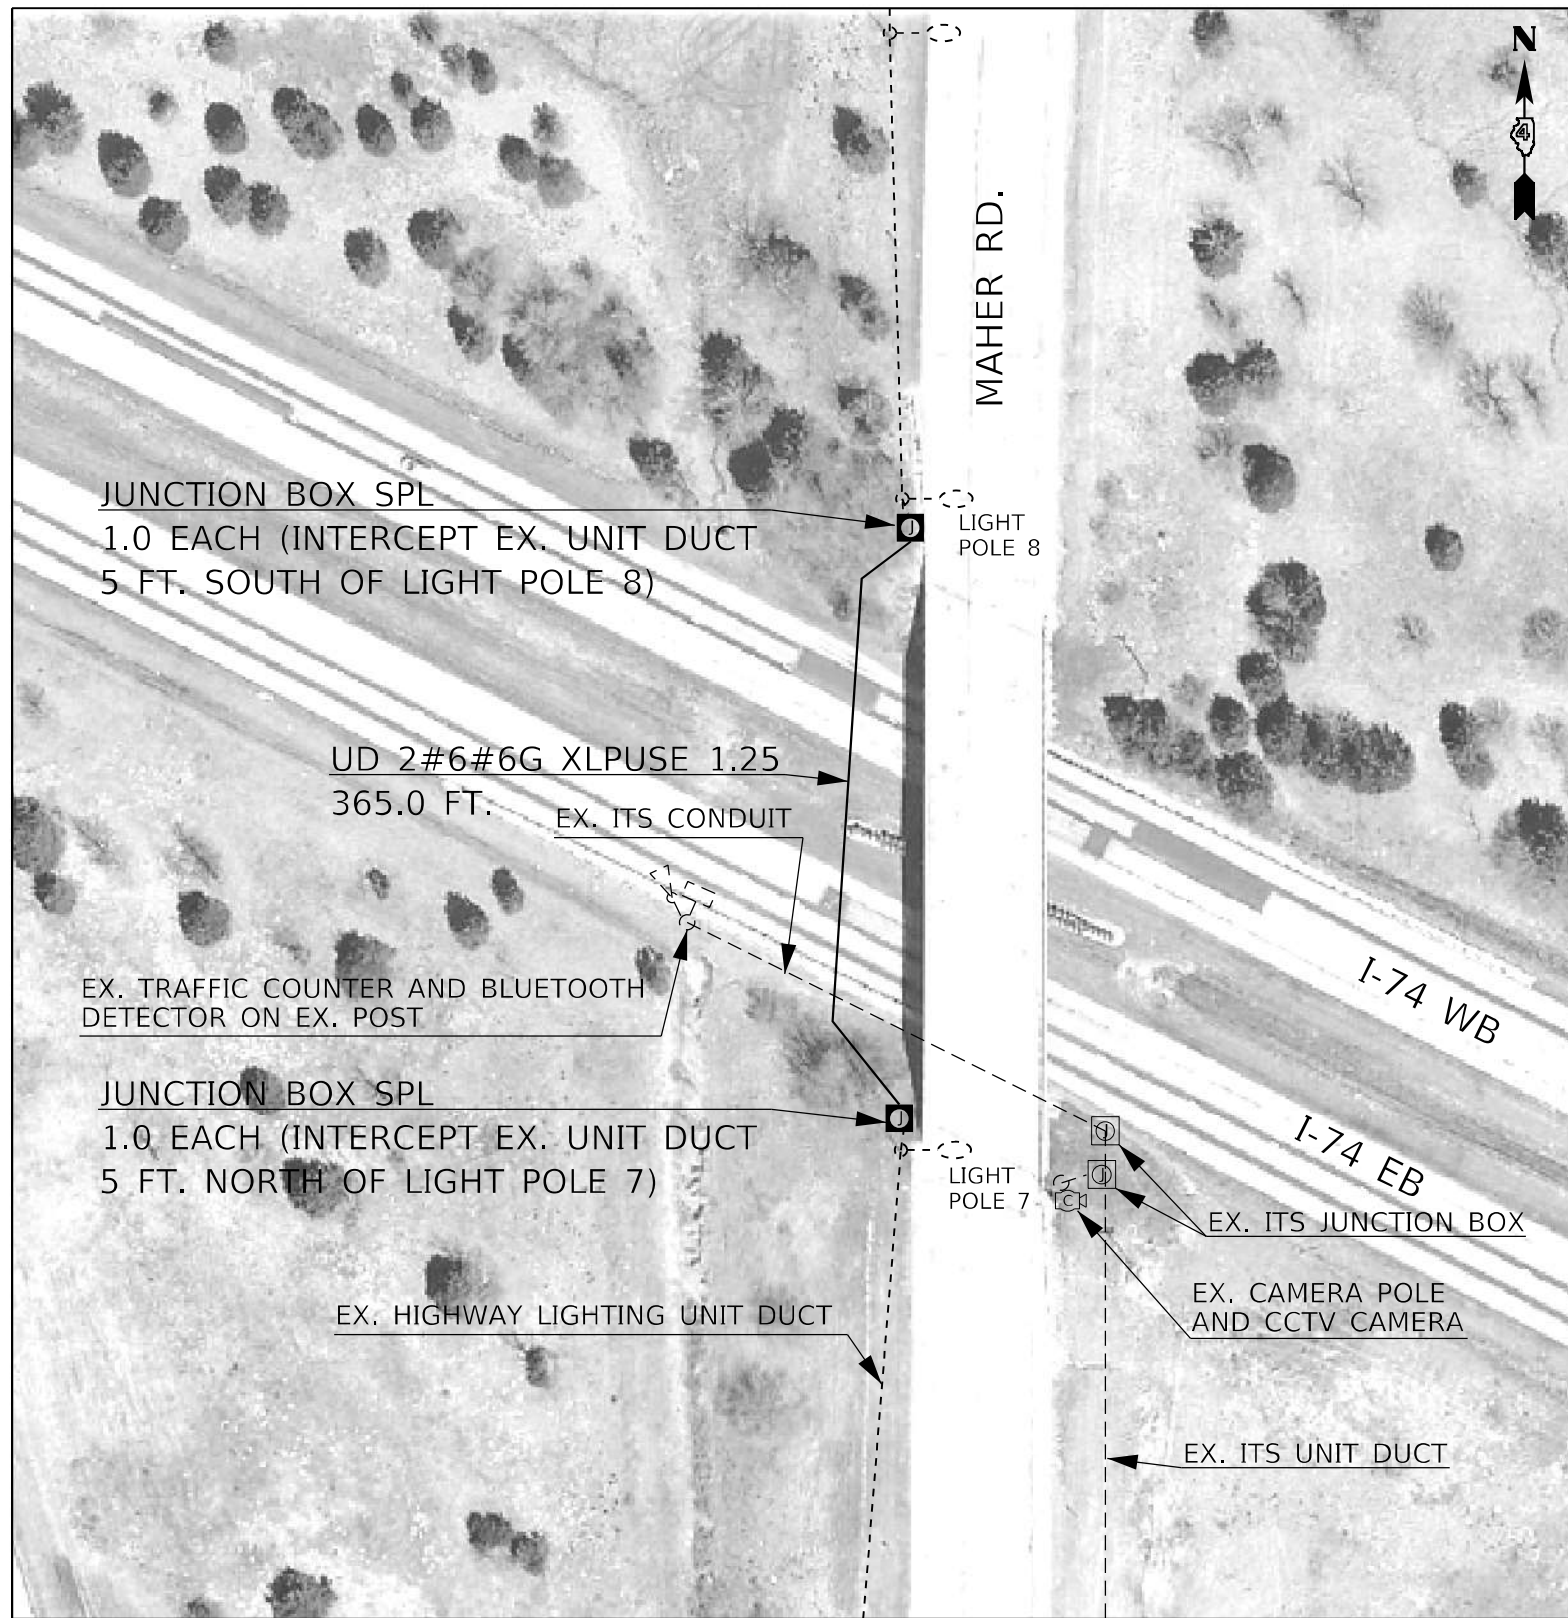 N
4
MAHER RD.
JUNCTION BOX SPL
1.0 EACH (INTERCEPT EX. UNIT DUCT
5 FT. SOUTH OF LIGHT POLE 8)
J
LIGHT
POLE 8
UD 2#6#6G XLPUSE 1.25
365.0 FT.
EX. ITS CONDUIT
EX. TRAFFIC COUNTER AND BLUETOOTH
DETECTOR ON EX. POST
I-74 WB
JUNCTION BOX SPL
1.0 EACH (INTERCEPT EX. UNIT DUCT
5 FT. NORTH OF LIGHT POLE 7)
J
LIGHT
POLE 7
J
J
C
I-74 EB
EX. ITS JUNCTION BOX
EX. CAMERA POLE
AND CCTV CAMERA
EX. HIGHWAY LIGHTING UNIT DUCT
EX. ITS UNIT DUCT